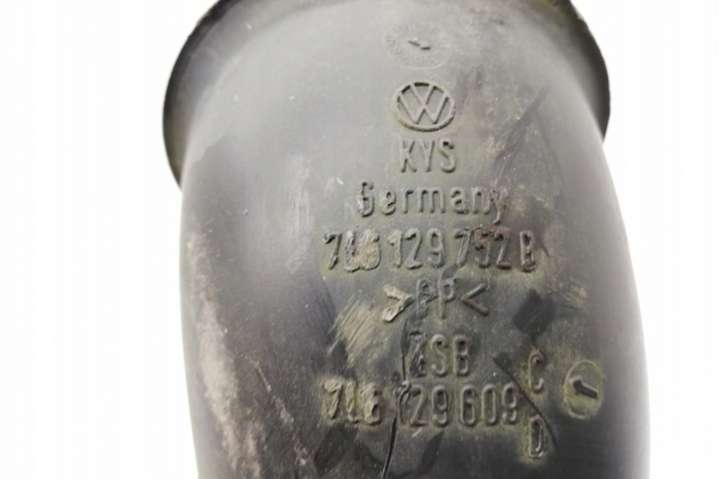 KYS
Germany
7L6 129 752 B
>PP<
ZSB
7L6 129 609 C
D